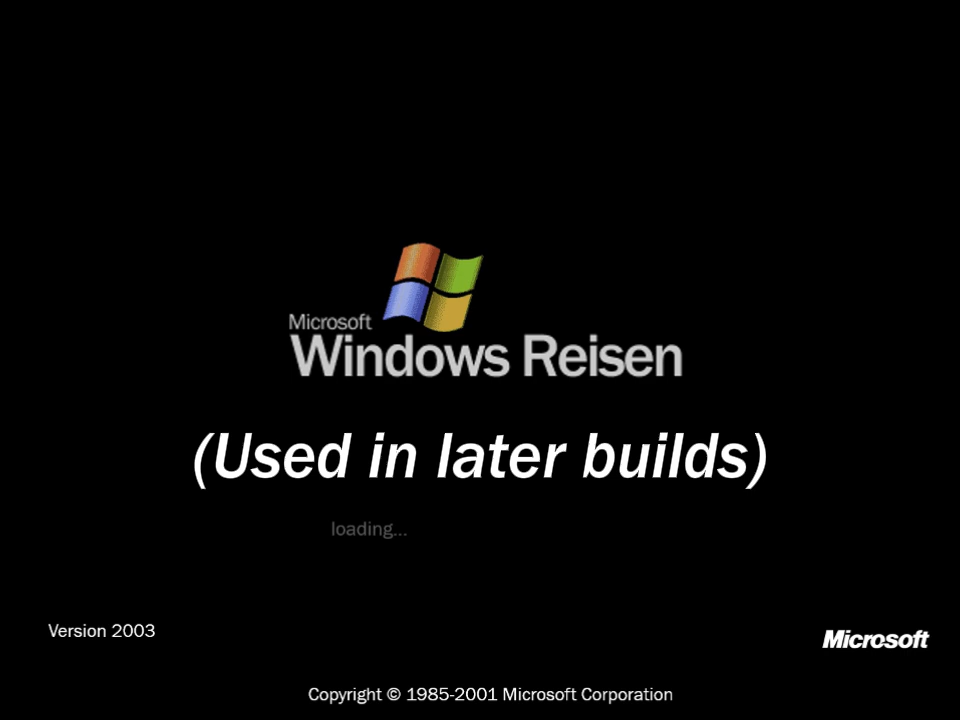 Microsoft
Windows Reisen
(Used in later builds)
loading...
Version 2003
Microsoft
Copyright © 1985-2001 Microsoft Corporation